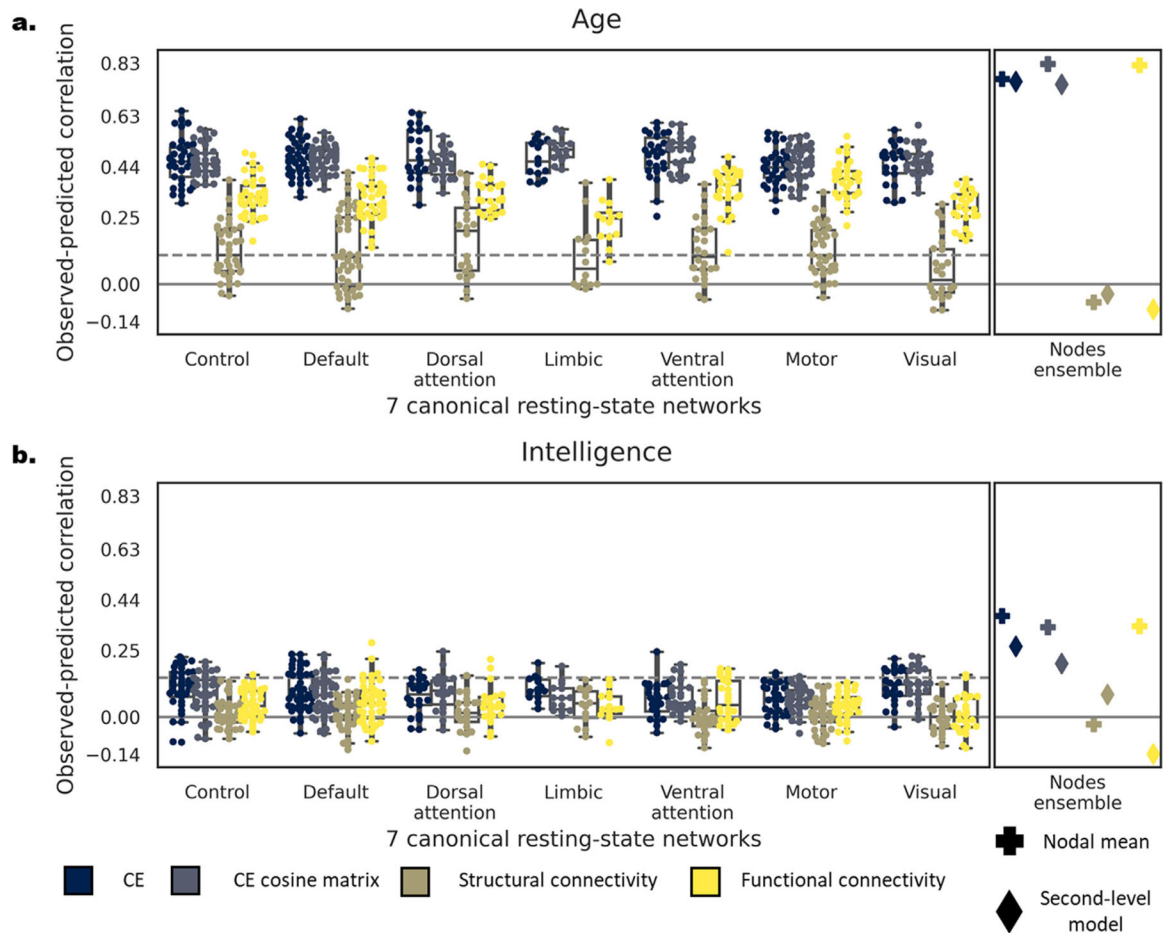 a.
Age
Observed-predicted correlation
0.83
0.63
0.44
0.25
0.00
−0.14
Control
Default
Dorsal
attention
Limbic
Ventral
attention
Motor
Visual
Nodes
ensemble
7 canonical resting-state networks
b.
Intelligence
Observed-predicted correlation
0.83
0.63
0.44
0.25
0.00
−0.14
Control
Default
Dorsal
attention
Limbic
Ventral
attention
Motor
Visual
Nodes
ensemble
7 canonical resting-state networks
Nodal mean
CE
CE cosine matrix
Structural connectivity
Functional connectivity
Second-level
model